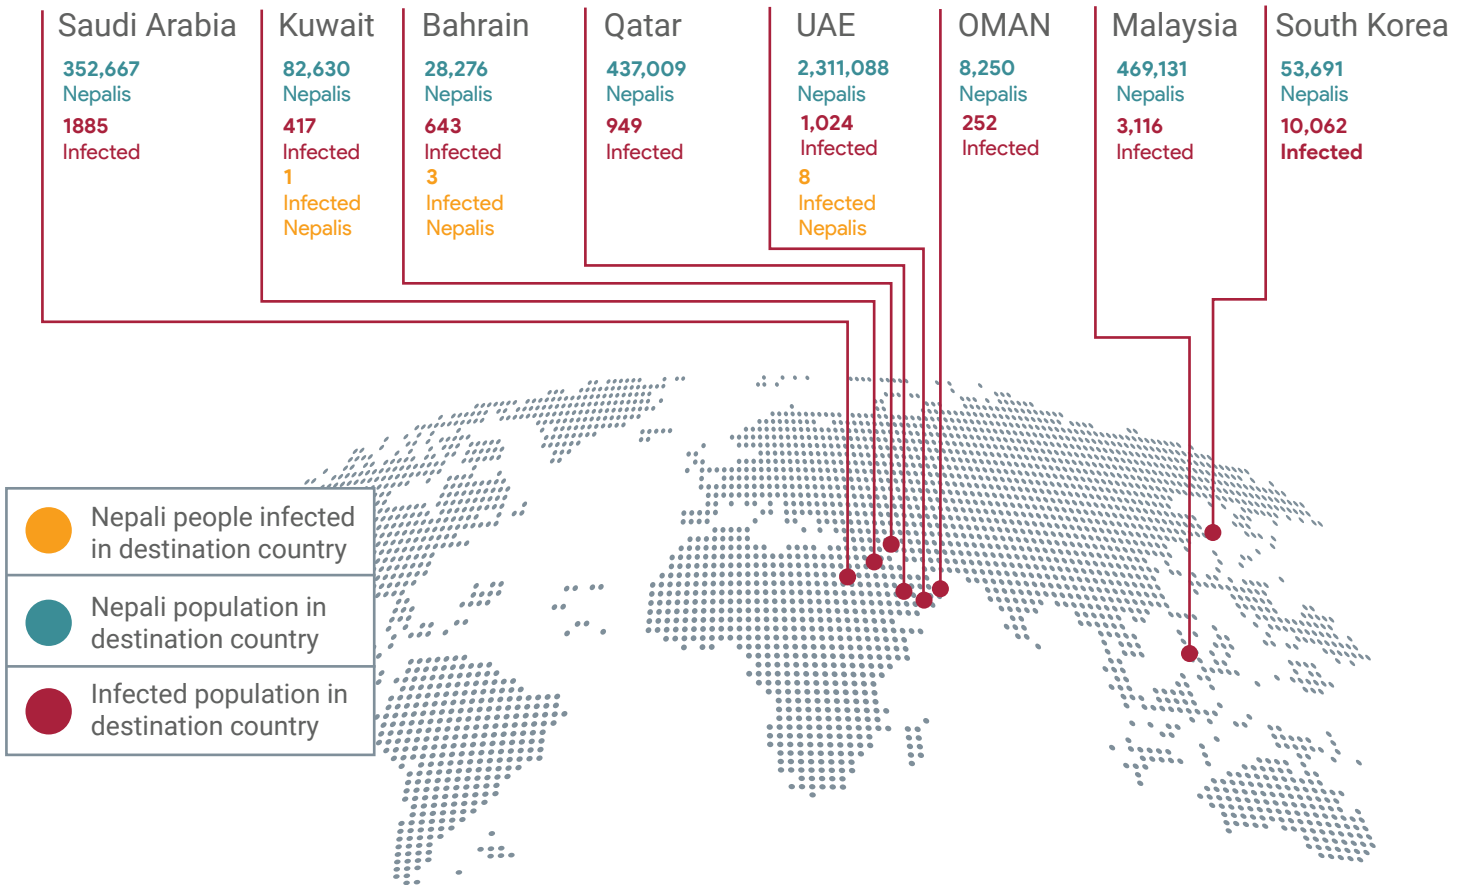 Saudi Arabia
352,667
Nepalis
1885
Infected
Kuwait
82,630
Nepalis
417
Infected
1
Infected
Nepalis
Bahrain
28,276
Nepalis
643
Infected
3
Infected
Nepalis
Qatar
437,009
Nepalis
949
Infected
UAE
2,311,088
Nepalis
1,024
Infected
8
Infected
Nepalis
OMAN
8,250
Nepalis
252
Infected
Malaysia
469,131
Nepalis
3,116
Infected
South Korea
53,691
Nepalis
10,062
Infected
Nepali people infected
in destination country
Nepali population in
destination country
Infected population in
destination country